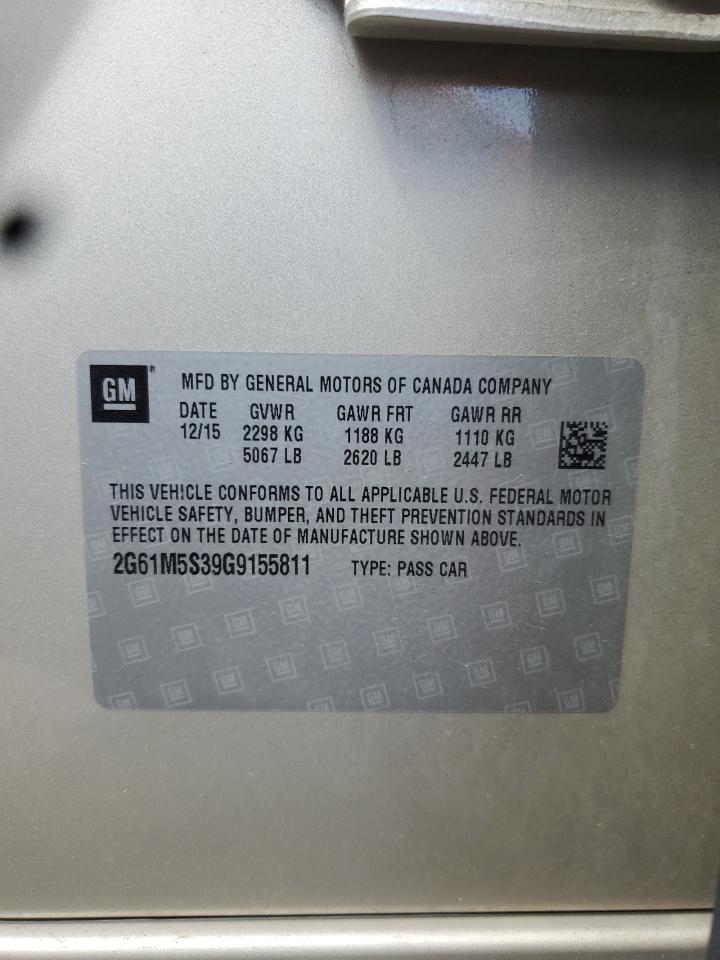 GM ® MFD BY GENERAL MOTORS OF CANADA COMPANY
DATE GVWR GAWR FRT GAWR RR
12/15 2298 KG 1188 KG 1110 KG
5067 LB 2620 LB 2447 LB
THIS VEHICLE CONFORMS TO ALL APPLICABLE U.S. FEDERAL MOTOR
VEHICLE SAFETY, BUMPER, AND THEFT PREVENTION STANDARDS IN
EFFECT ON THE DATE OF MANUFACTURE SHOWN ABOVE.
2G61M5S39G9155811 TYPE: PASS CAR